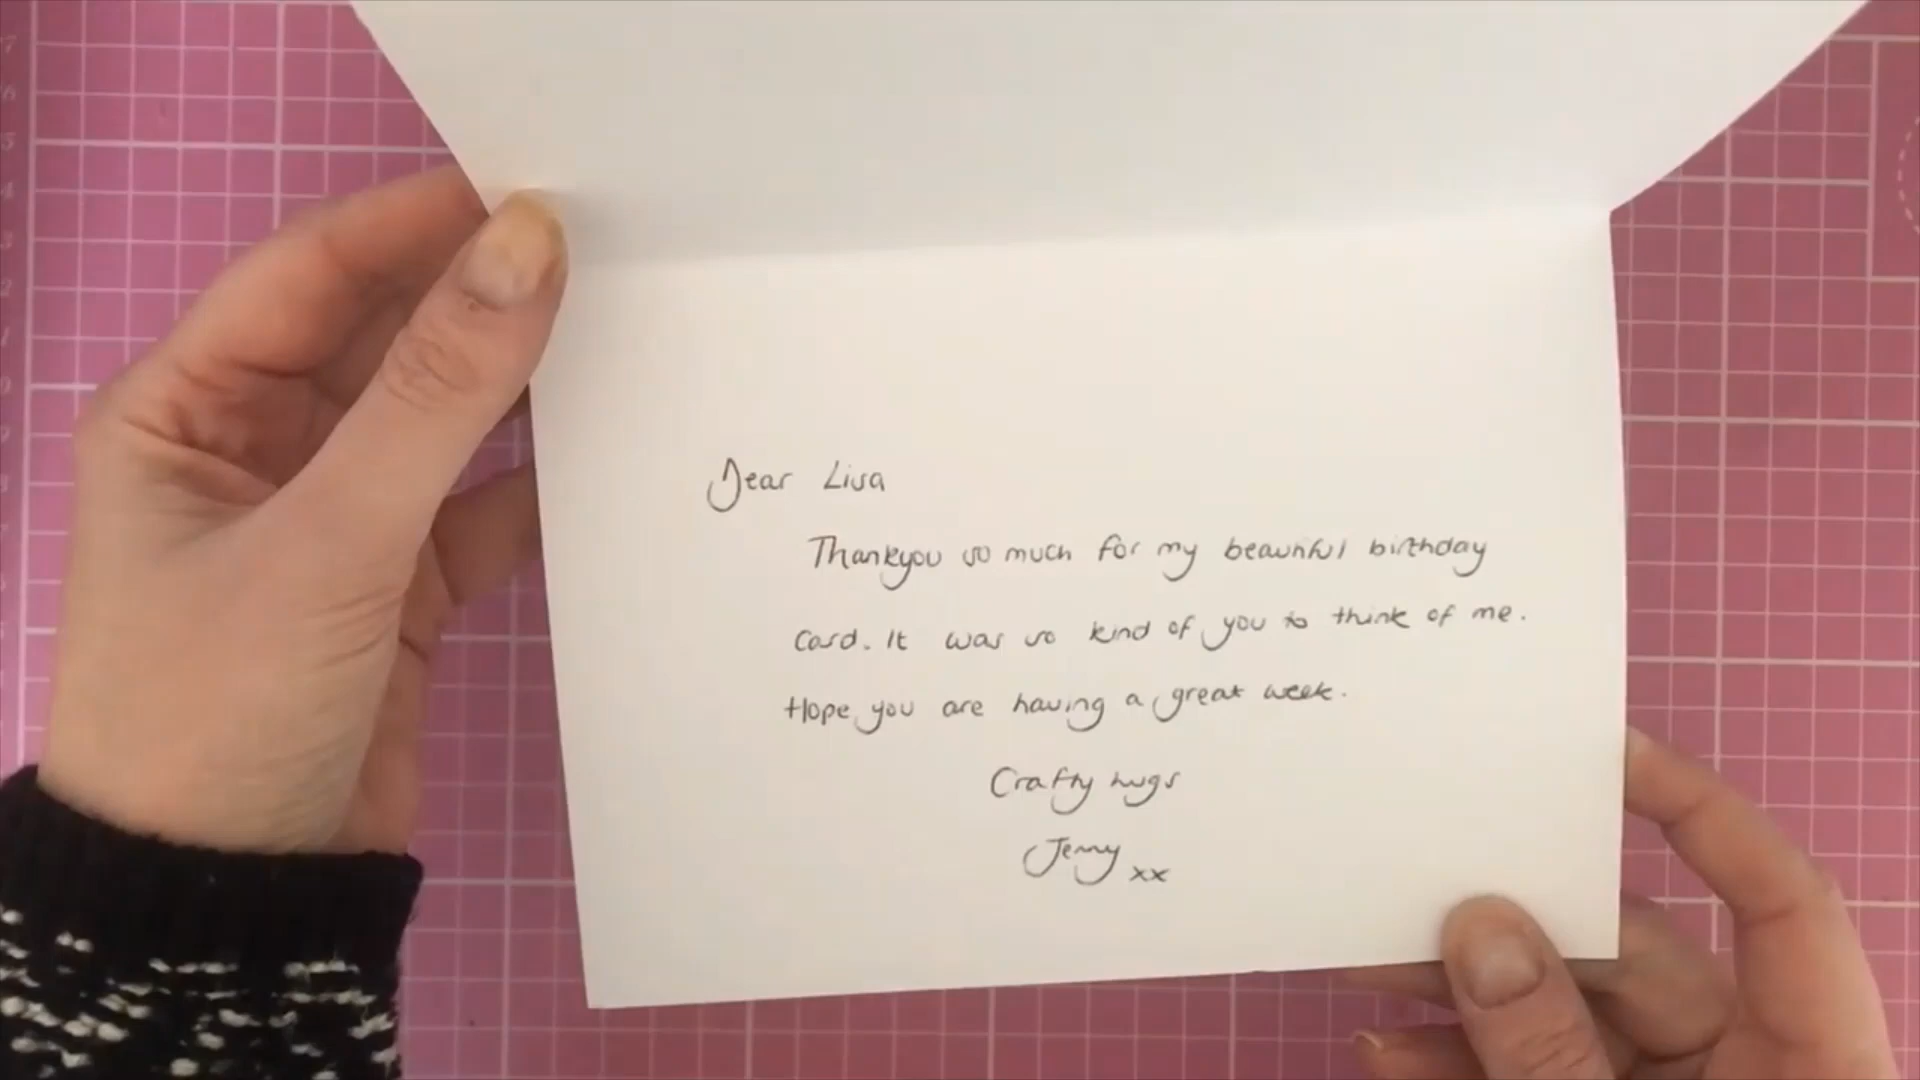 Dear Lisa
Thankyou so much for my beautiful birthday
card. It was so kind of you to think of me.
Hope you are having a great week.
Crafty hugs
Jenny xx